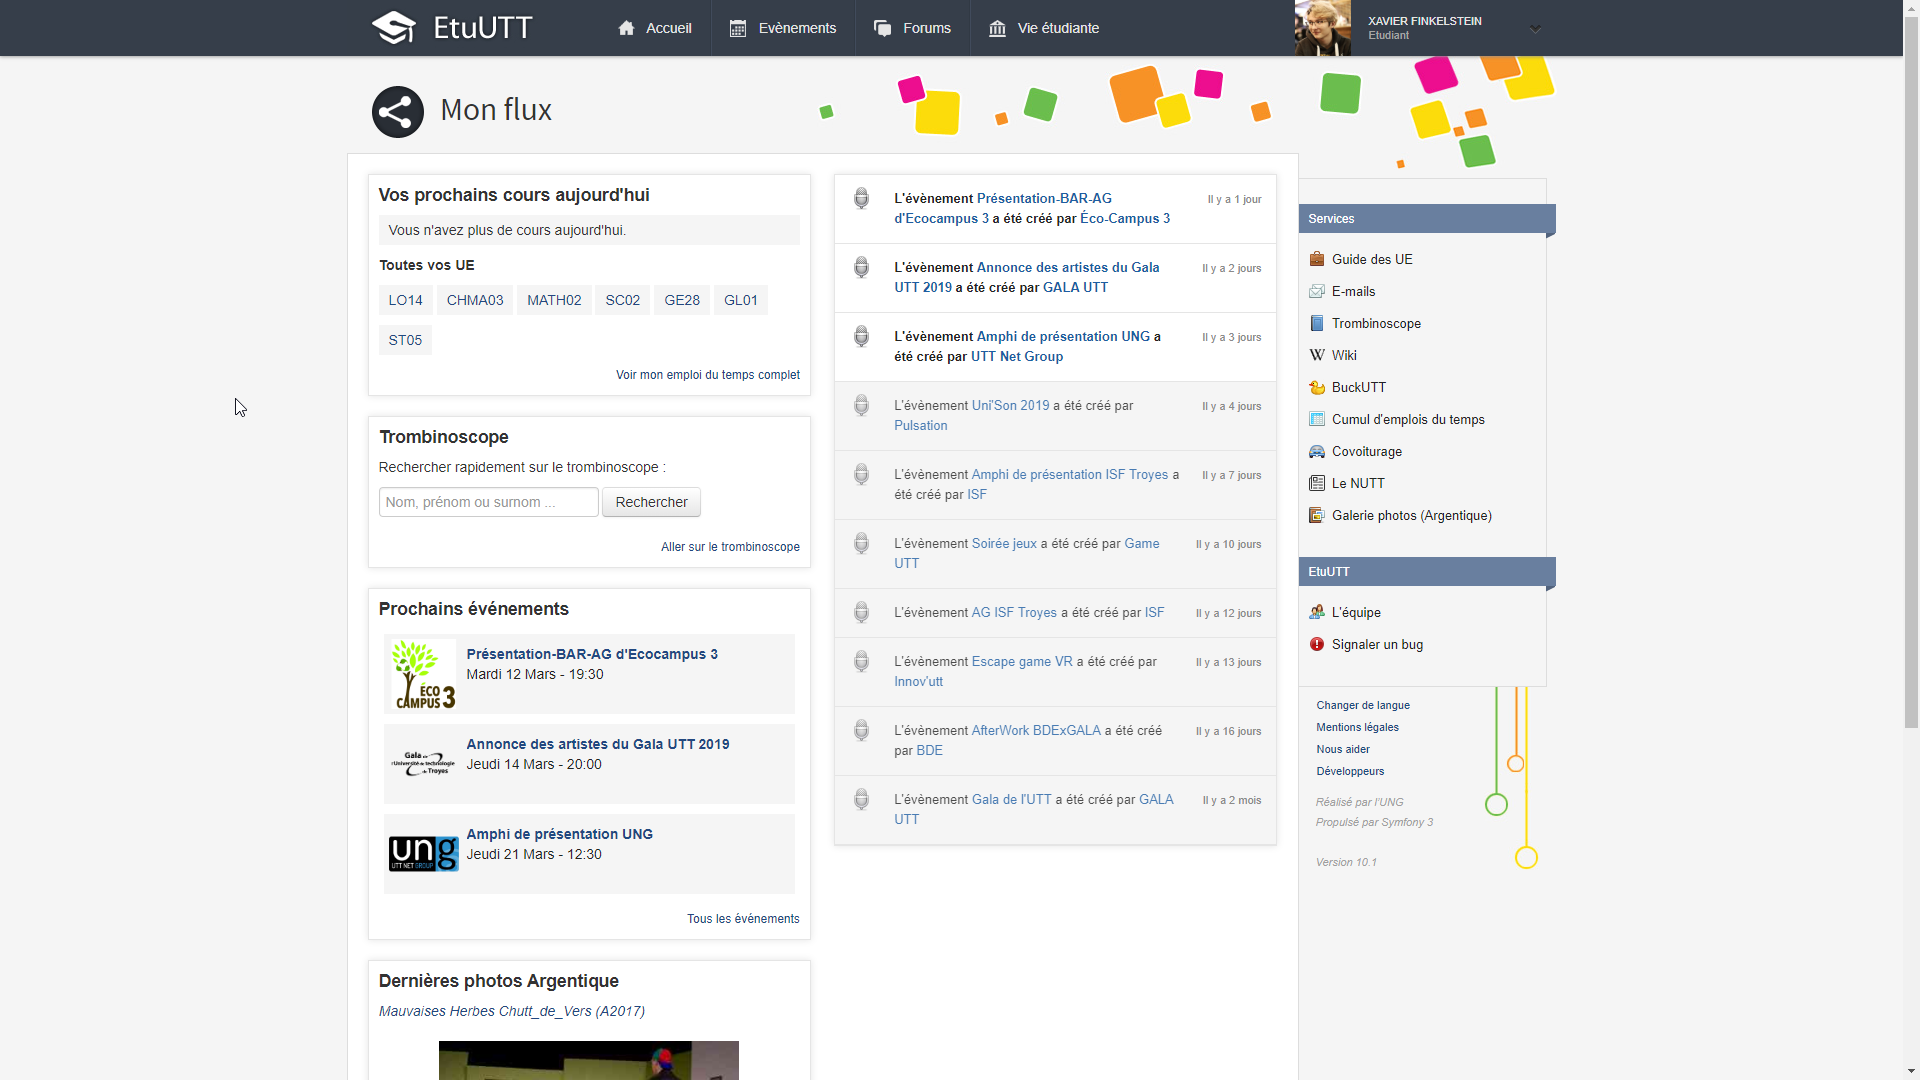 EtuUTT
Accueil
Evènements
Forums
Vie étudiante
XAVIER FINKELSTEIN
Etudiant
Mon flux
Vos prochains cours aujourd'hui
Vous n'avez plus de cours aujourd'hui.
Toutes vos UE
LO14 CHMA03 MATH02 SC02 GE28 GL01
ST05
Voir mon emploi du temps complet
Trombinoscope
Rechercher rapidement sur le trombinoscope :
Nom, prénom ou surnom ... Rechercher
Aller sur le trombinoscope
Prochains événements
ÉCO
CAMPUS 3
Présentation-BAR-AG d'Ecocampus 3
Mardi 12 Mars - 19:30
Gala de
l'Université de technologie
de Troyes
Annonce des artistes du Gala UTT 2019
Jeudi 14 Mars - 20:00
ung
UTT NET GROUP
Amphi de présentation UNG
Jeudi 21 Mars - 12:30
Tous les événements
Dernières photos Argentique
Mauvaises Herbes Chutt_de_Vers (A2017)
L'évènement Présentation-BAR-AG Il y a 1 jour
d'Ecocampus 3 a été créé par Éco-Campus 3
L'évènement Annonce des artistes du Gala Il y a 2 jours
UTT 2019 a été créé par GALA UTT
L'évènement Amphi de présentation UNG a Il y a 3 jours
été créé par UTT Net Group
L'évènement Uni'Son 2019 a été créé par Il y a 4 jours
Pulsation
L'évènement Amphi de présentation ISF Troyes a Il y a 7 jours
été créé par ISF
L'évènement Soirée jeux a été créé par Game Il y a 10 jours
UTT
L'évènement AG ISF Troyes a été créé par ISF Il y a 12 jours
L'évènement Escape game VR a été créé par Il y a 13 jours
Innov'utt
L'évènement AfterWork BDExGALA a été créé Il y a 16 jours
par BDE
L'évènement Gala de l'UTT a été créé par GALA Il y a 2 mois
UTT
Services
Guide des UE
E-mails
Trombinoscope
Wiki
BuckUTT
Cumul d'emplois du temps
Covoiturage
Le NUTT
Galerie photos (Argentique)
EtuUTT
L'équipe
Signaler un bug
Changer de langue
Mentions légales
Nous aider
Développeurs
Réalisé par l'UNG
Propulsé par Symfony 3
Version 10.1